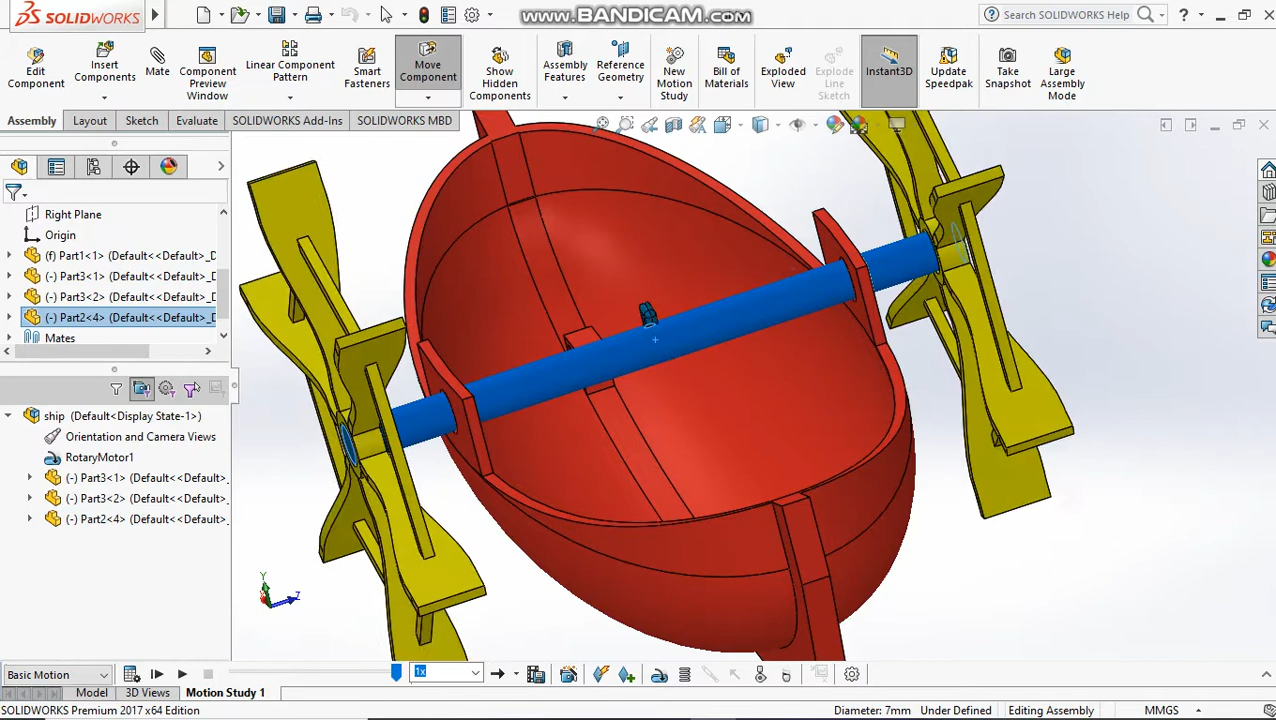 SOLIDWORKS
www.BANDICAM.com
Search SOLIDWORKS Help
?
Edit Component
Insert Components
Mate
Component Preview Window
Linear Component Pattern
Smart Fasteners
Move Component
Show Hidden Components
Assembly Features
Reference Geometry
New Motion Study
Bill of Materials
Exploded View
Explode Line Sketch
Instant3D
Update Speedpak
Take Snapshot
Large Assembly Mode
Assembly
Layout
Sketch
Evaluate
SOLIDWORKS Add-Ins
SOLIDWORKS MBD
Right Plane
Origin
(f) Part1<1> (Default<Default>_D
(-) Part3<1> (Default<Default>_
(-) Part3<2> (Default<Default>_
(-) Part2<4> (Default<Default>_
Mates
ship (Default<Display State-1>)
Orientation and Camera Views
RotaryMotor1
(-) Part3<1> (Default<<Default>_
(-) Part3<2> (Default<<Default>_
(-) Part2<4> (Default<<Default>_
Y
Z
Basic Motion
1x
Model
3D Views
Motion Study 1
SOLIDWORKS Premium 2017 x64 Edition
Diameter: 7mm
Under Defined
Editing Assembly
MMGS